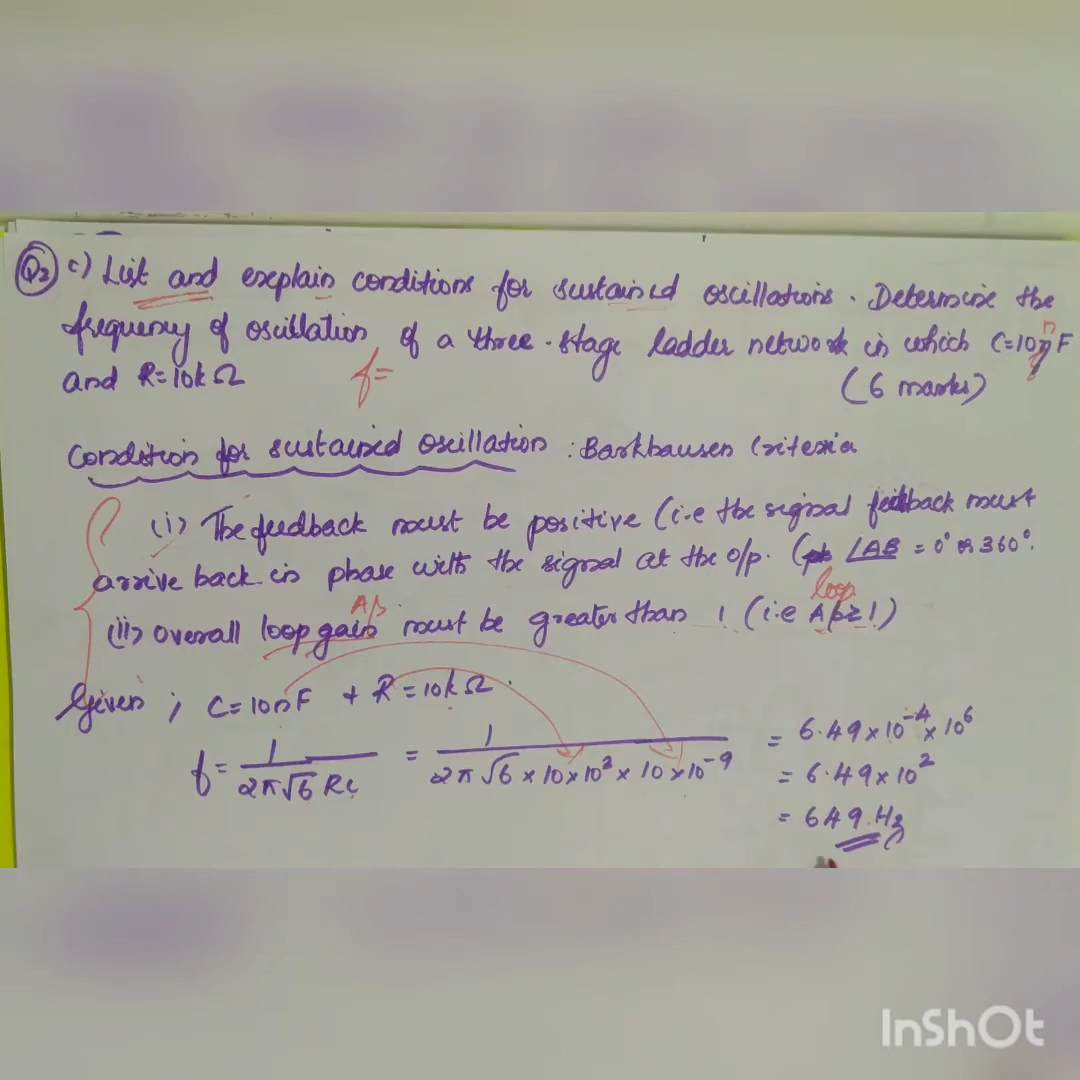 Q2 c) List and explain conditions for sustained oscillations. Determine the
frequency of oscillation of a three-stage ladder network in which C=10nF
and R=10kΩ f= (6 marks)
Condition for sustained oscillation : Barkhausen Criteria
(i) The feedback must be positive (i.e the signal feedback must
arrive back in phase with the signal at the o/p. (∠AB = 0° or 360°.
loop
Aβ
(ii) overall loop gain must be greater than 1 (i.e Aβ≥1)
Given ; C=10nF + R=10kΩ.
f = 1/(2π√6 RC) = 1/(2π√6 × 10×10³ × 10×10⁻⁹) = 6.49×10⁻⁴×10⁶
= 6.49×10²
= 649 Hz
InShOt